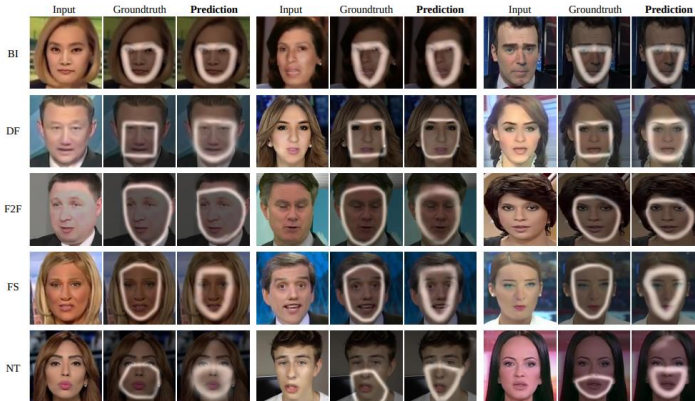 Input Groundtruth Prediction Input Groundtruth Prediction Input Groundtruth Prediction
BI
DF
F2F
FS
NT